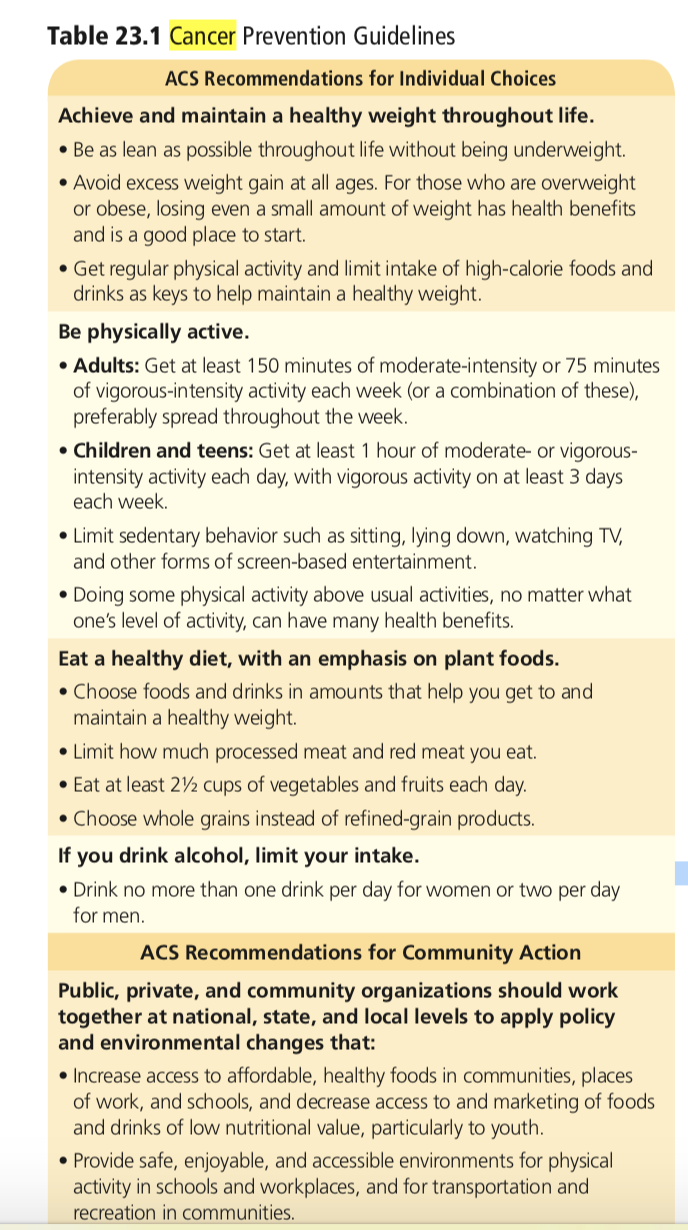 Table 23.1 Cancer Prevention Guidelines
ACS Recommendations for Individual Choices
Achieve and maintain a healthy weight throughout life.
• Be as lean as possible throughout life without being underweight.
• Avoid excess weight gain at all ages. For those who are overweight
or obese, losing even a small amount of weight has health benefits
and is a good place to start.
• Get regular physical activity and limit intake of high-calorie foods and
drinks as keys to help maintain a healthy weight.
Be physically active.
• Adults: Get at least 150 minutes of moderate-intensity or 75 minutes
of vigorous-intensity activity each week (or a combination of these),
preferably spread throughout the week.
• Children and teens: Get at least 1 hour of moderate- or vigorous-
intensity activity each day, with vigorous activity on at least 3 days
each week.
• Limit sedentary behavior such as sitting, lying down, watching TV,
and other forms of screen-based entertainment.
• Doing some physical activity above usual activities, no matter what
one's level of activity, can have many health benefits.
Eat a healthy diet, with an emphasis on plant foods.
• Choose foods and drinks in amounts that help you get to and
maintain a healthy weight.
• Limit how much processed meat and red meat you eat.
• Eat at least 2½ cups of vegetables and fruits each day.
• Choose whole grains instead of refined-grain products.
If you drink alcohol, limit your intake.
• Drink no more than one drink per day for women or two per day
for men.
ACS Recommendations for Community Action
Public, private, and community organizations should work
together at national, state, and local levels to apply policy
and environmental changes that:
• Increase access to affordable, healthy foods in communities, places
of work, and schools, and decrease access to and marketing of foods
and drinks of low nutritional value, particularly to youth.
• Provide safe, enjoyable, and accessible environments for physical
activity in schools and workplaces, and for transportation and
recreation in communities.